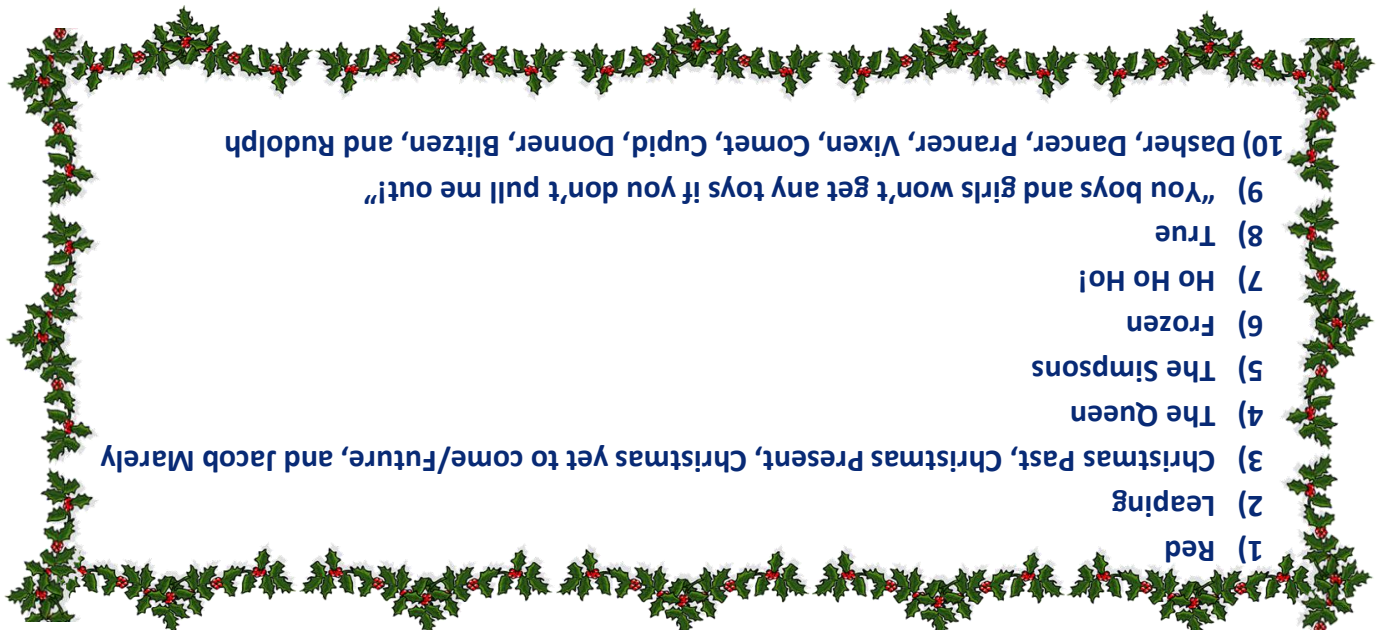 1) Red
2) Leaping
3) Christmas Past, Christmas Present, Christmas yet to come/Future, and Jacob Marely
4) The Queen
5) The Simpsons
6) Frozen
7) Ho Ho Ho!
8) True
9) “You boys and girls won’t get any toys if you don’t pull me out!”
10) Dasher, Dancer, Prancer, Vixen, Comet, Cupid, Donner, Blitzen, and Rudolph